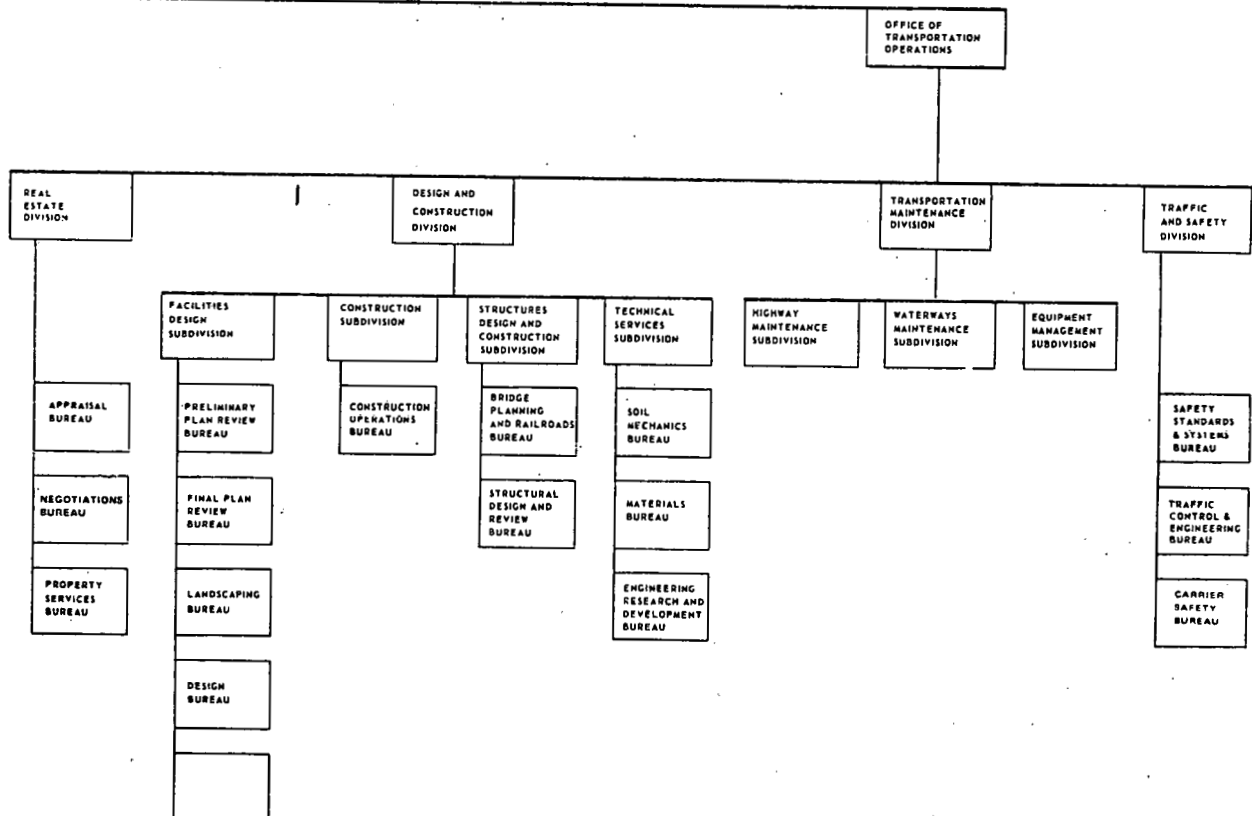 OFFICE OF
TRANSPORTATION
OPERATIONS
REAL
ESTATE
DIVISION
DESIGN AND
CONSTRUCTION
DIVISION
TRANSPORTATION
MAINTENANCE
DIVISION
TRAFFIC
AND SAFETY
DIVISION
FACILITIES
DESIGN
SUBDIVISION
CONSTRUCTION
SUBDIVISION
STRUCTURES
DESIGN AND
CONSTRUCTION
SUBDIVISION
TECHNICAL
SERVICES
SUBDIVISION
HIGHWAY
MAINTENANCE
SUBDIVISION
WATERWAYS
MAINTENANCE
SUBDIVISION
EQUIPMENT
MANAGEMENT
SUBDIVISION
APPRAISAL
BUREAU
PRELIMINARY
PLAN REVIEW
BUREAU
CONSTRUCTION
OPERATIONS
BUREAU
BRIDGE
PLANNING
AND RAILROADS
BUREAU
SOIL
MECHANICS
BUREAU
SAFETY
STANDARDS
& SYSTEMS
BUREAU
NEGOTIATIONS
BUREAU
FINAL PLAN
REVIEW
BUREAU
STRUCTURAL
DESIGN AND
REVIEW
BUREAU
MATERIALS
BUREAU
TRAFFIC
CONTROL &
ENGINEERING
BUREAU
PROPERTY
SERVICES
BUREAU
LANDSCAPING
BUREAU
ENGINEERING
RESEARCH AND
DEVELOPMENT
BUREAU
CARRIER
SAFETY
BUREAU
DESIGN
BUREAU